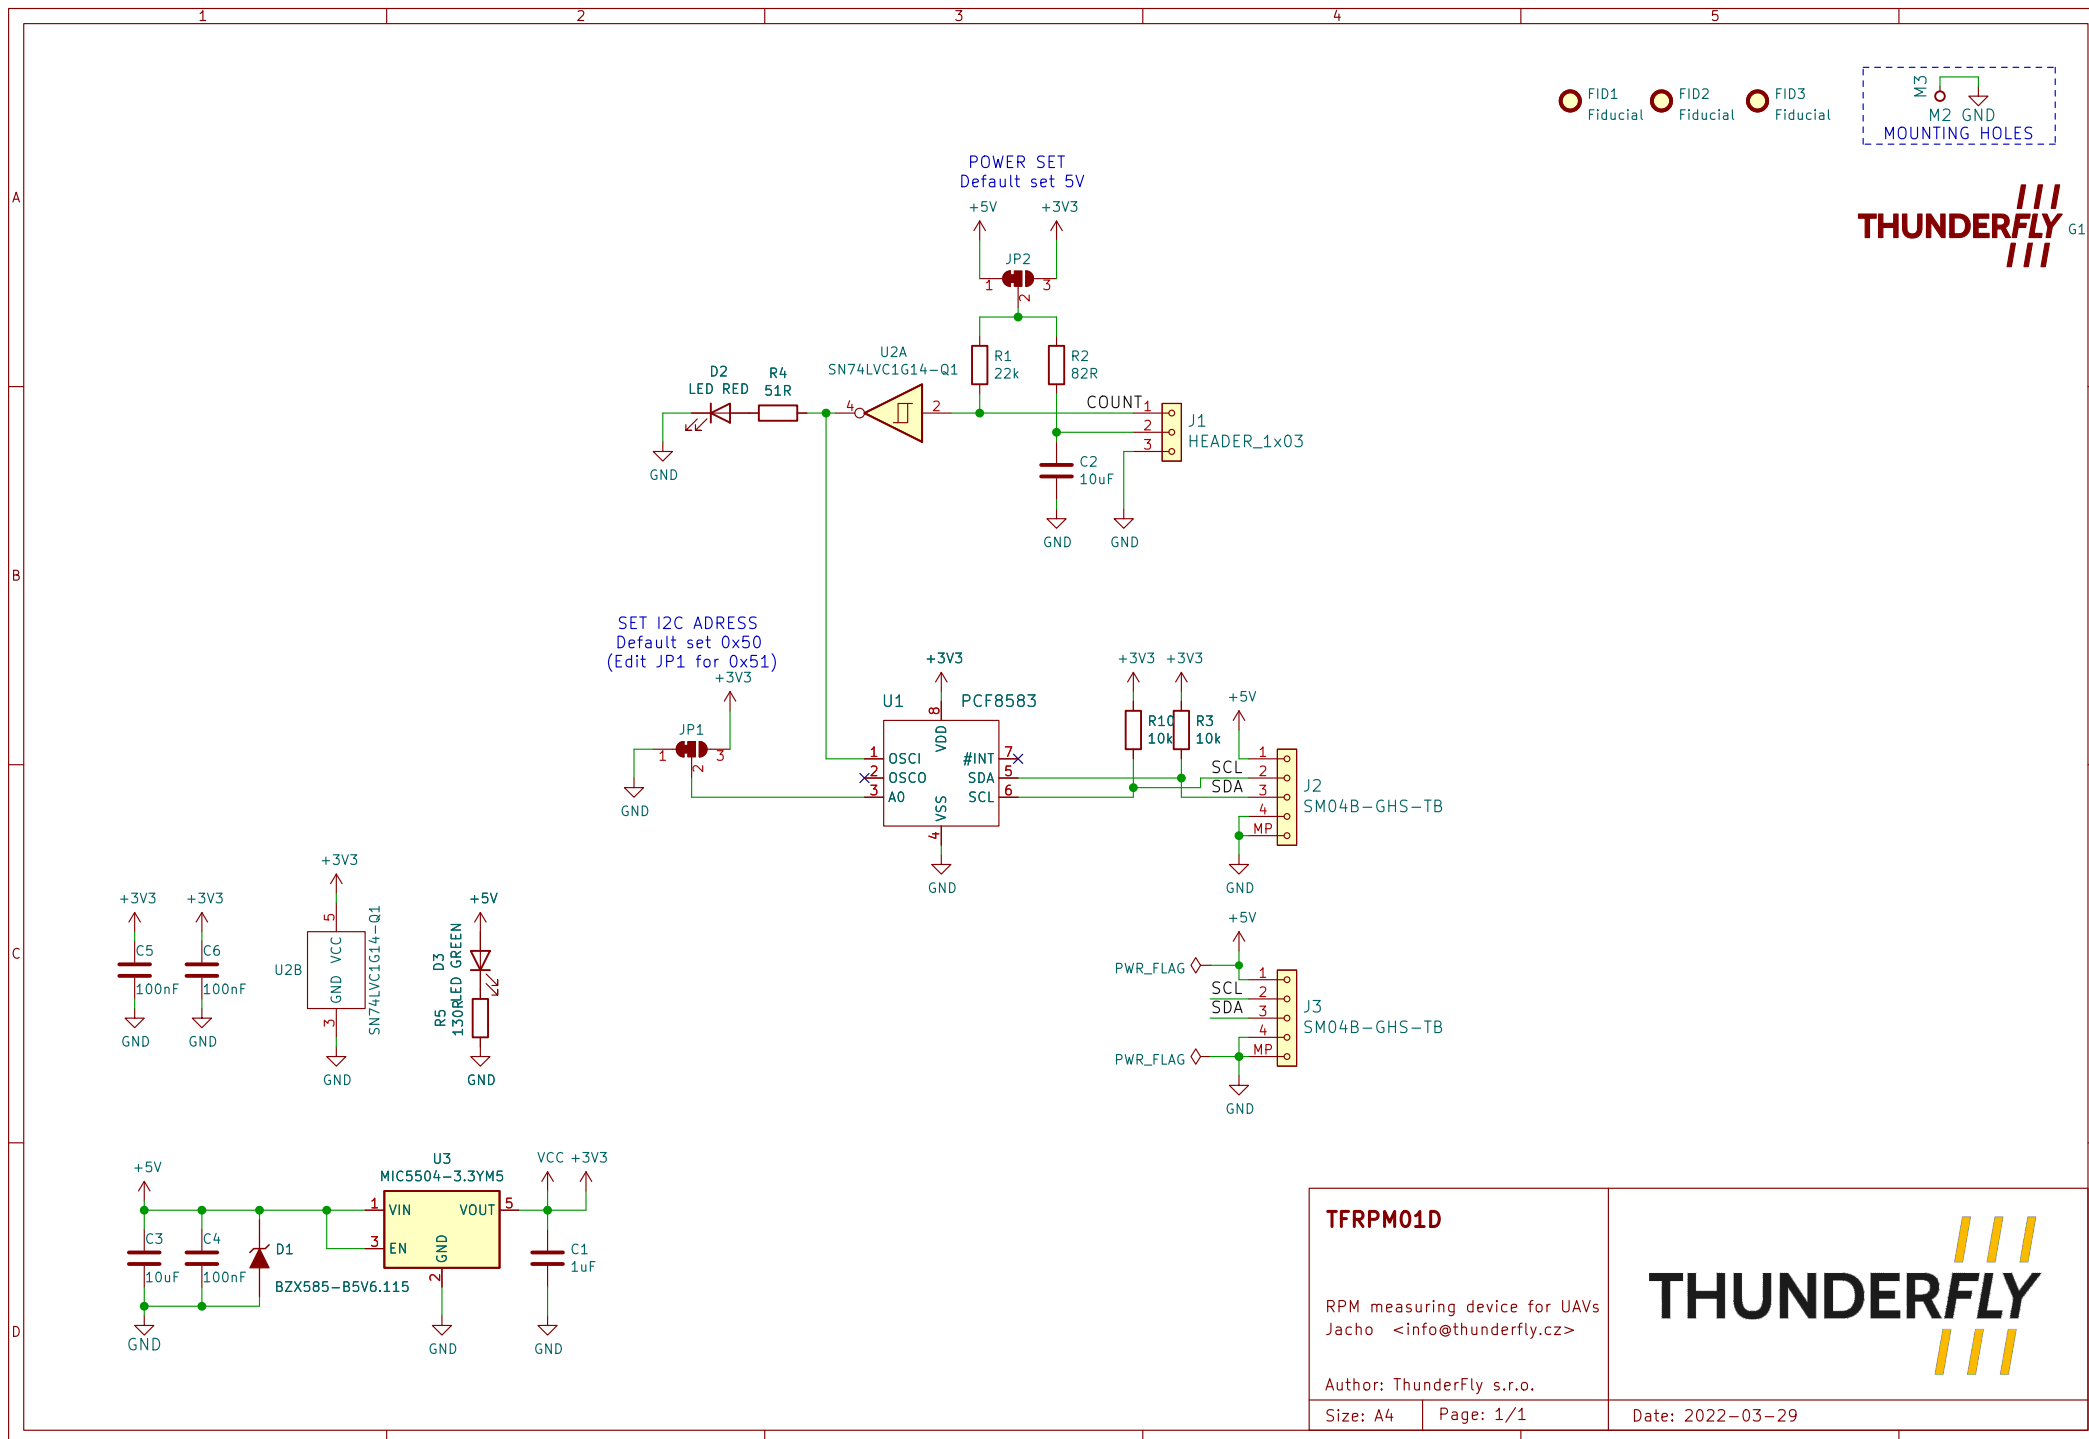 1 2 3 4 5
A
B
C
D
FID1
Fiducial
FID2
Fiducial
FID3
Fiducial
M3
M2 GND
MOUNTING HOLES
THUNDERFLY
G1
POWER SET
Default set 5V
+5V
+3V3
JP2
1
2
3
U2A
SN74LVC1G14-Q1
R1
22k
R2
82R
D2
LED RED
R4
51R
4
2
COUNT
1
2
3
J1
HEADER_1x03
C2
10uF
GND
GND
GND
SET I2C ADRESS
Default set 0x50
(Edit JP1 for 0x51)
+3V3
JP1
1
2
3
GND
+3V3
U1
PCF8583
8
VDD
1
OSCI
2
OSCO
3
A0
#INT
7
SDA
5
SCL
6
VSS
4
GND
+3V3
+3V3
R10
10k
R3
10k
+5V
SCL
SDA
1
2
3
4
MP
J2
SM04B-GHS-TB
GND
+5V
PWR_FLAG
SCL
SDA
PWR_FLAG
1
2
3
4
MP
J3
SM04B-GHS-TB
GND
+3V3
C5
100nF
GND
+3V3
C6
100nF
GND
+3V3
5
U2B
GND VCC
SN74LVC1G14-Q1
3
GND
+5V
D3
LED GREEN
R5
130R
GND
+5V
C3
10uF
GND
C4
100nF
D1
BZX585-B5V6.115
U3
MIC5504-3.3YM5
1
VIN
3
EN
VOUT
5
GND
2
GND
VCC
+3V3
C1
1uF
GND
TFRPM01D
RPM measuring device for UAVs
Jacho <info@thunderfly.cz>
Author: ThunderFly s.r.o.
Size: A4
Page: 1/1
Date: 2022-03-29
THUNDERFLY